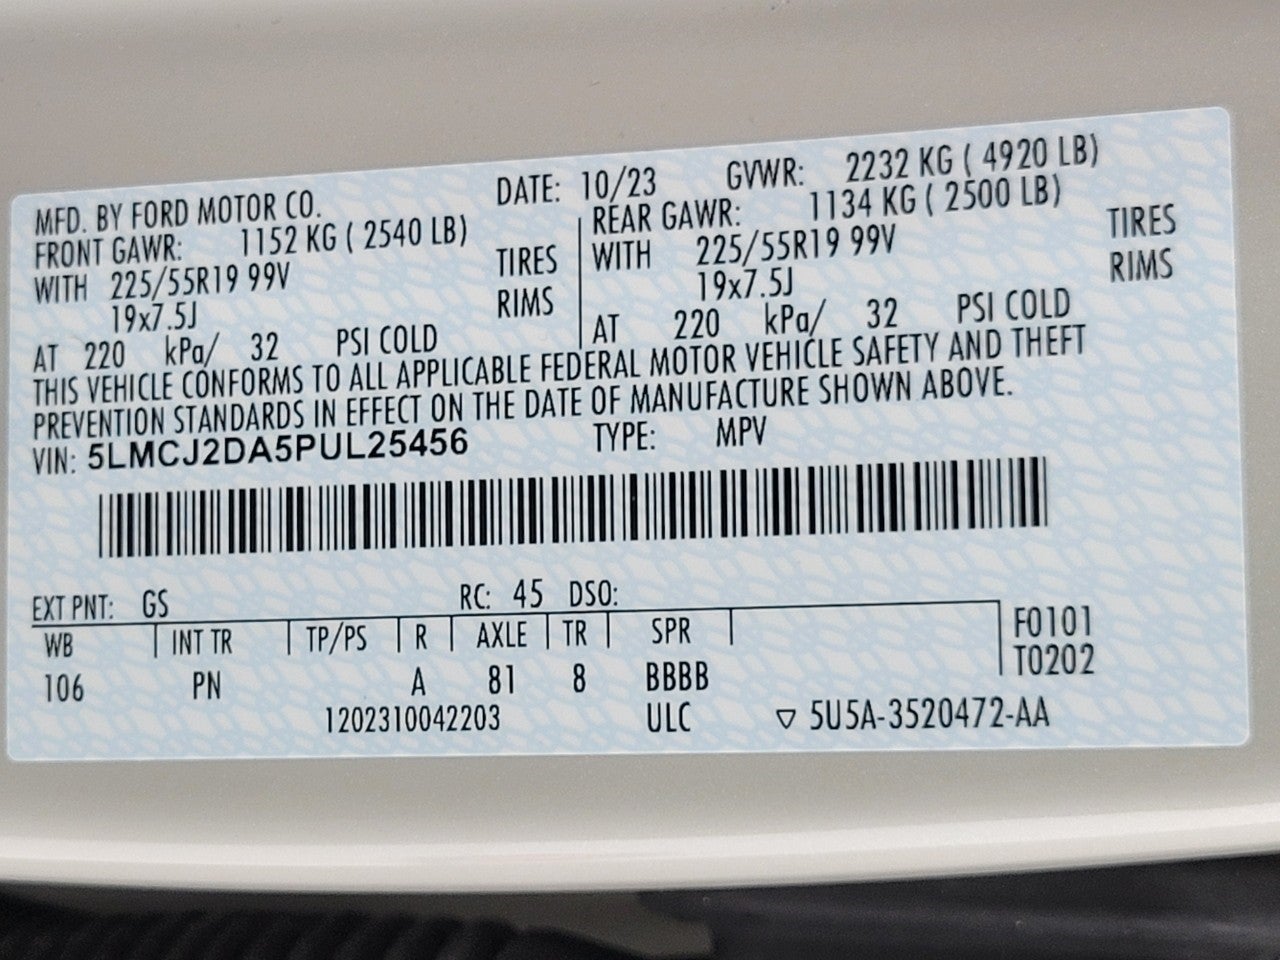 MFD. BY FORD MOTOR CO. DATE: 10/23 GVWR: 2232 KG ( 4920 LB)
FRONT GAWR: 1152 KG ( 2540 LB) REAR GAWR: 1134 KG ( 2500 LB)
WITH 225/55R19 99V TIRES WITH 225/55R19 99V TIRES
19x7.5J RIMS 19x7.5J RIMS
AT 220 kPa/ 32 PSI COLD AT 220 kPa/ 32 PSI COLD
THIS VEHICLE CONFORMS TO ALL APPLICABLE FEDERAL MOTOR VEHICLE SAFETY AND THEFT
PREVENTION STANDARDS IN EFFECT ON THE DATE OF MANUFACTURE SHOWN ABOVE.
VIN: 5LMCJ2DA5PUL25456 TYPE: MPV
EXT PNT: GS RC: 45 DSO:
WB INT TR TP/PS R AXLE TR SPR F0101
106 PN A 81 8 BBBB T0202
1202310042203 ULC ▽ 5U5A-3520472-AA